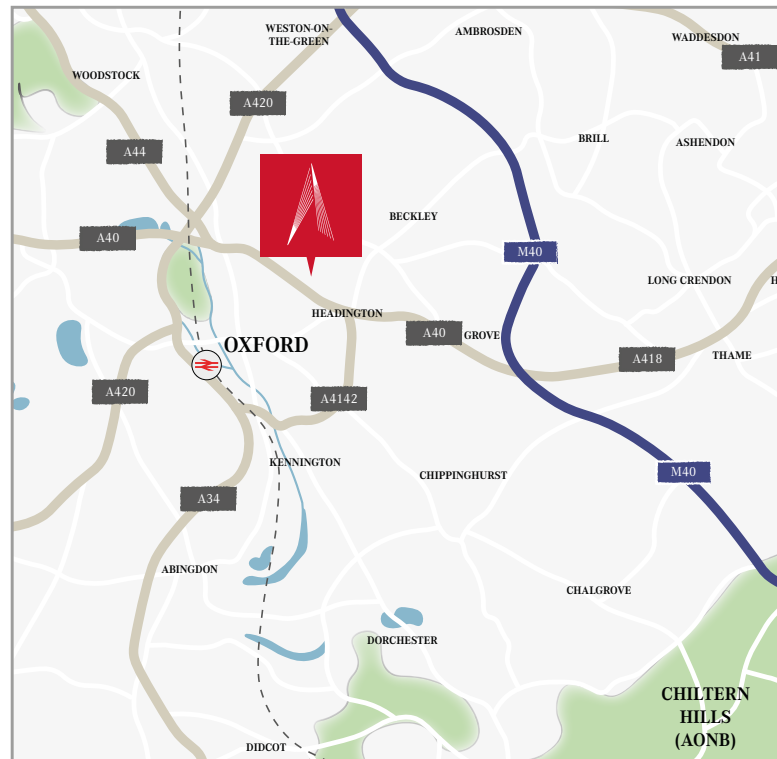 WESTON-ON-
THE-GREEN
AMBROSDEN
WADDESDON
A41
WOODSTOCK
A420
A44
BRILL
ASHENDON
BECKLEY
A40
M40
LONG CRENDON
H
HEADINGTON
A40
GROVE
OXFORD
A418
THAME
A420
A4142
KENNINGTON
CHIPPINGHURST
M40
A34
ABINGDON
CHALGROVE
DORCHESTER
CHILTERN
HILLS
(AONB)
DIDCOT